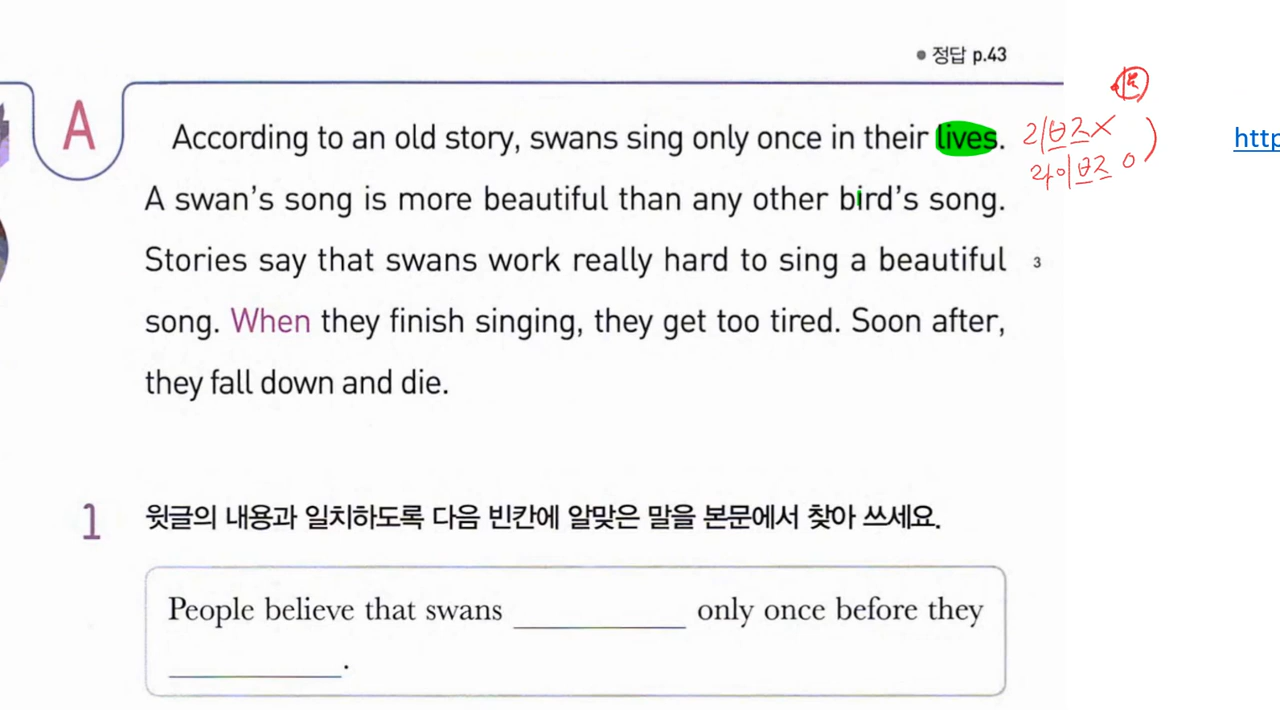 ● 정답 p.43
A
According to an old story, swans sing only once in their lives.
리브즈 X
라이브즈 O
http
A swan's song is more beautiful than any other bird's song.
Stories say that swans work really hard to sing a beautiful 3
song. When they finish singing, they get too tired. Soon after,
they fall down and die.
1 윗글의 내용과 일치하도록 다음 빈칸에 알맞은 말을 본문에서 찾아 쓰세요.
People believe that swans __________ only once before they
__________.